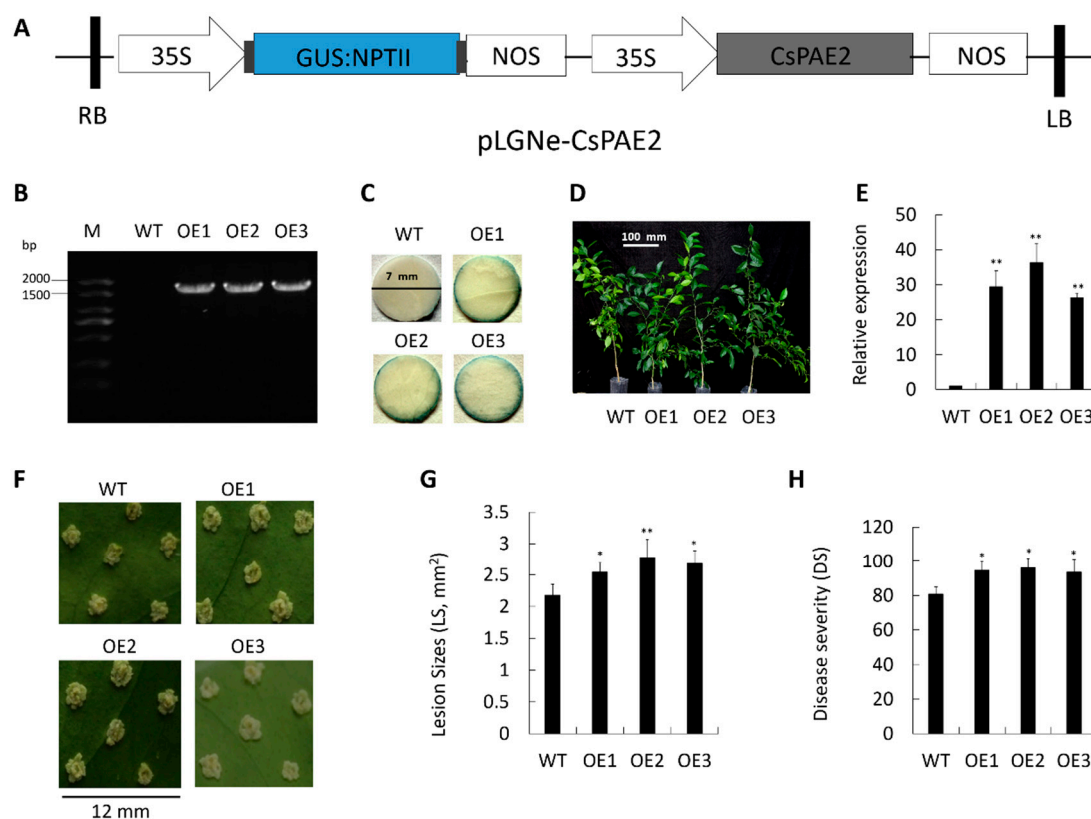 A
35S GUS:NPTII NOS 35S CsPAE2 NOS
RB LB
pLGNe-CsPAE2
B
M WT OE1 OE2 OE3
bp
2000
1500
C
WT OE1
7 mm
OE2 OE3
D
100 mm
WT OE1 OE2 OE3
E
Relative expression
50
40
30
20
10
0
** ** **
WT OE1 OE2 OE3
F
WT OE1
OE2 OE3
12 mm
G
Lesion Sizes (LS, mm²)
3.5
3
2.5
2
1.5
1
0.5
0
* ** *
WT OE1 OE2 OE3
H
Disease severity (DS)
120
100
80
60
40
20
0
* * *
WT OE1 OE2 OE3